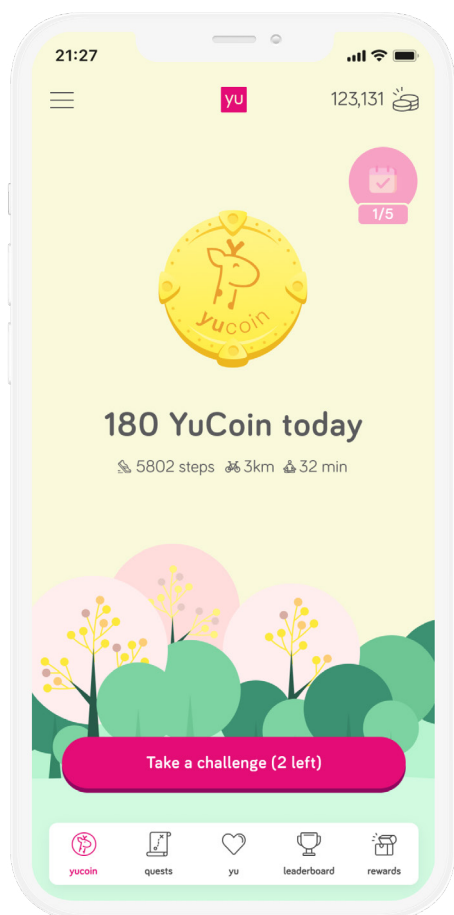 21:27
yu
123,131
1/5
yucoin
180 YuCoin today
5802 steps 3km 32 min
Take a challenge (2 left)
yucoin quests yu leaderboard rewards